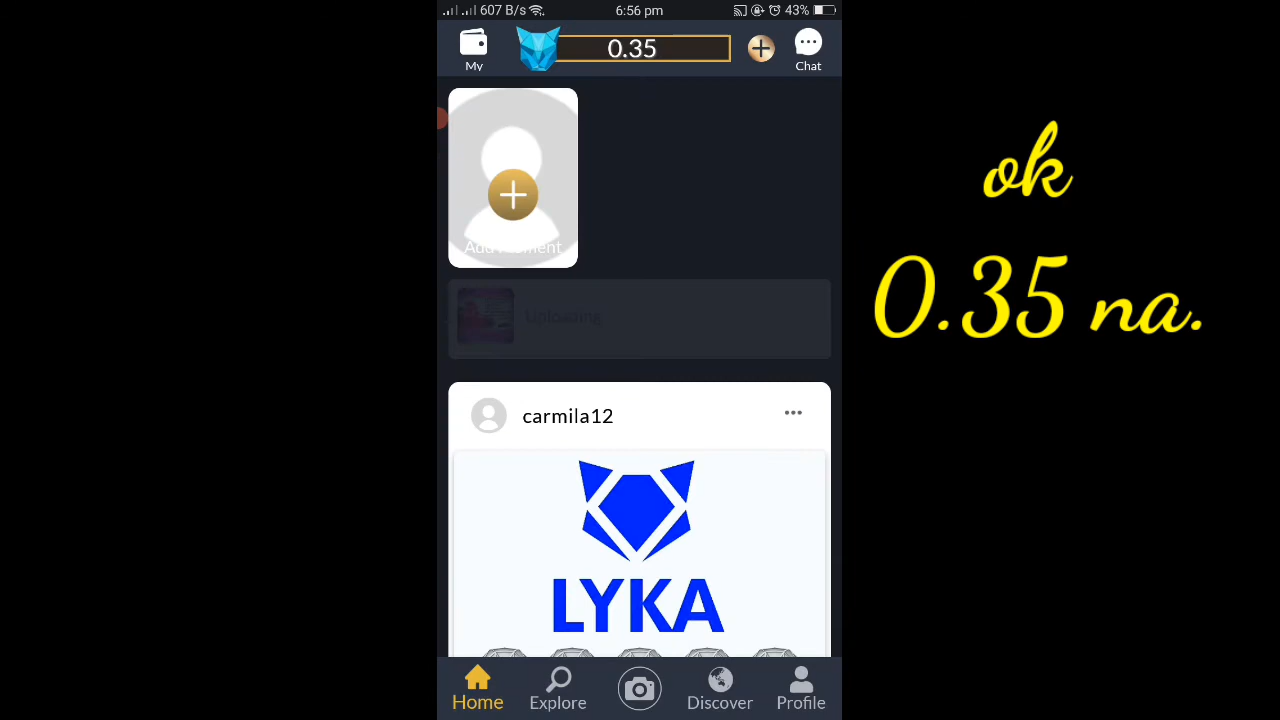 607 B/s 6:56 pm 43%
My 0.35 Chat
ok
0.35 na.
Uploading
carmila12
LYKA
Home Explore Discover Profile